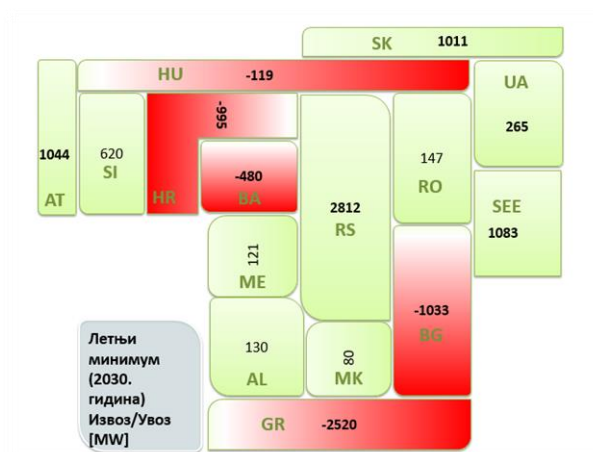 SK 1011
HU -119
UA
265
1044
AT
620
SI
-995
HR
-480
BA
2812
RS
147
RO
SEE
1083
121
ME
-1033
BG
130
AL
80
MK
GR -2520
Летњи
минимум
(2030.
гидина)
Извоз/Увоз
[MW]